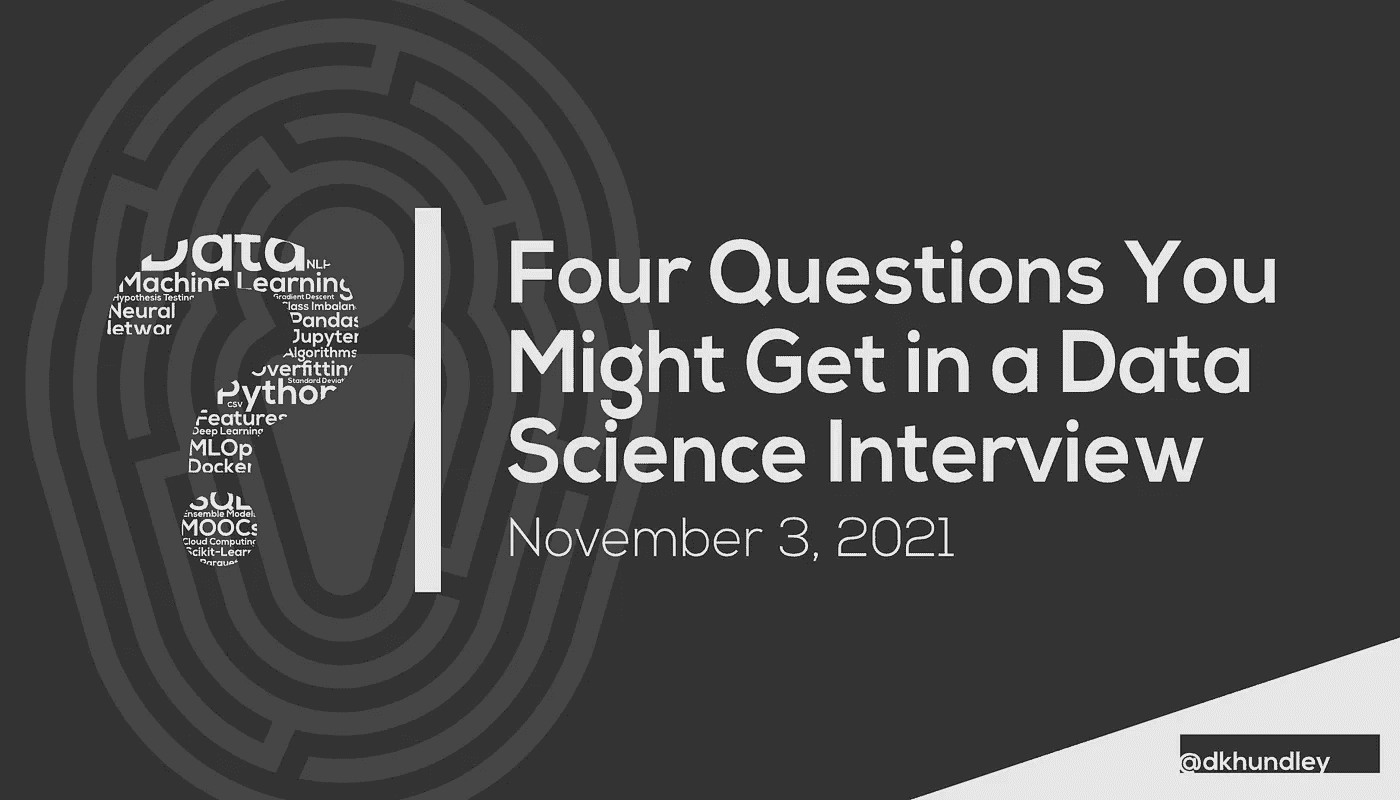 Data
NLP
Machine Learning
Hypothesis Testing
Gradient Descent
Neural
Class Imbalan
Networ
Pandas
Jupyter
Algorithms
Overfitting
Standard Deviat
Python
CSV
Features
Deep Learning
MLOp
Docker
SQL
Ensemble Models
MOOCs
Cloud Computing
Scikit-Learn
Parquet
Four Questions You
Might Get in a Data
Science Interview
November 3, 2021
@dkhundley